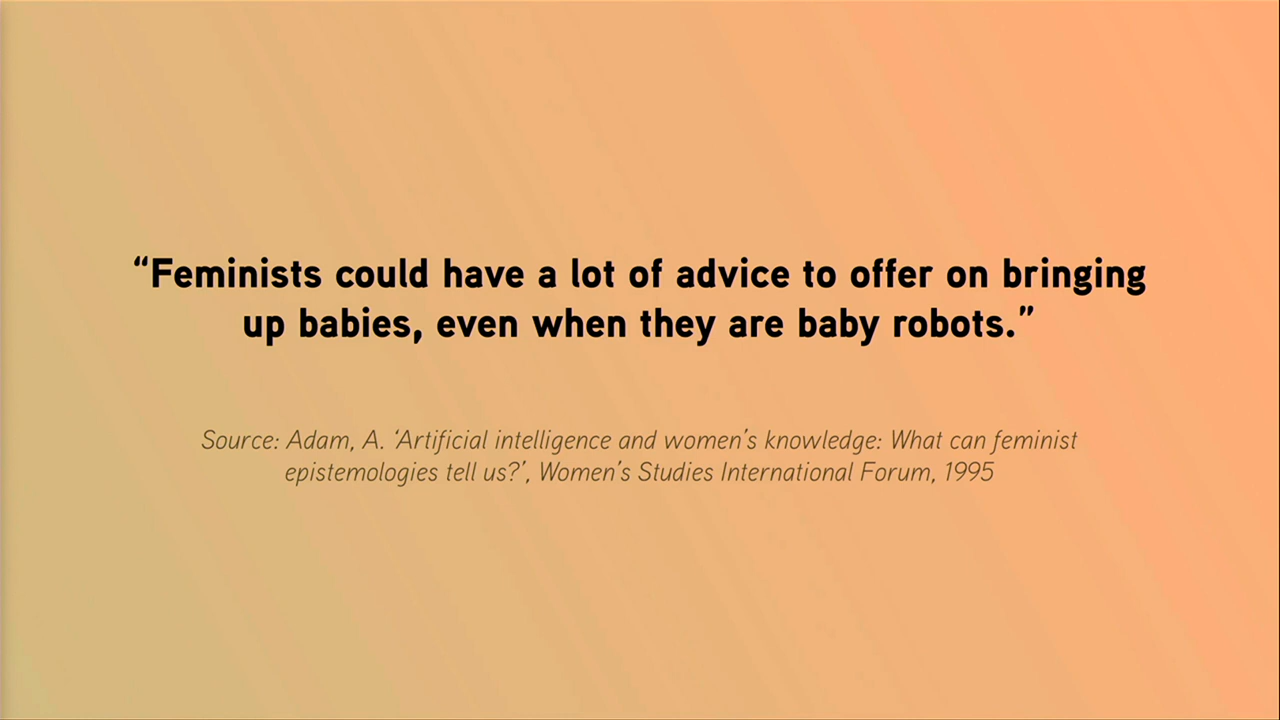 “Feminists could have a lot of advice to offer on bringing
up babies, even when they are baby robots.”
Source: Adam, A. ‘Artificial intelligence and women’s knowledge: What can feminist
epistemologies tell us?’, Women’s Studies International Forum, 1995